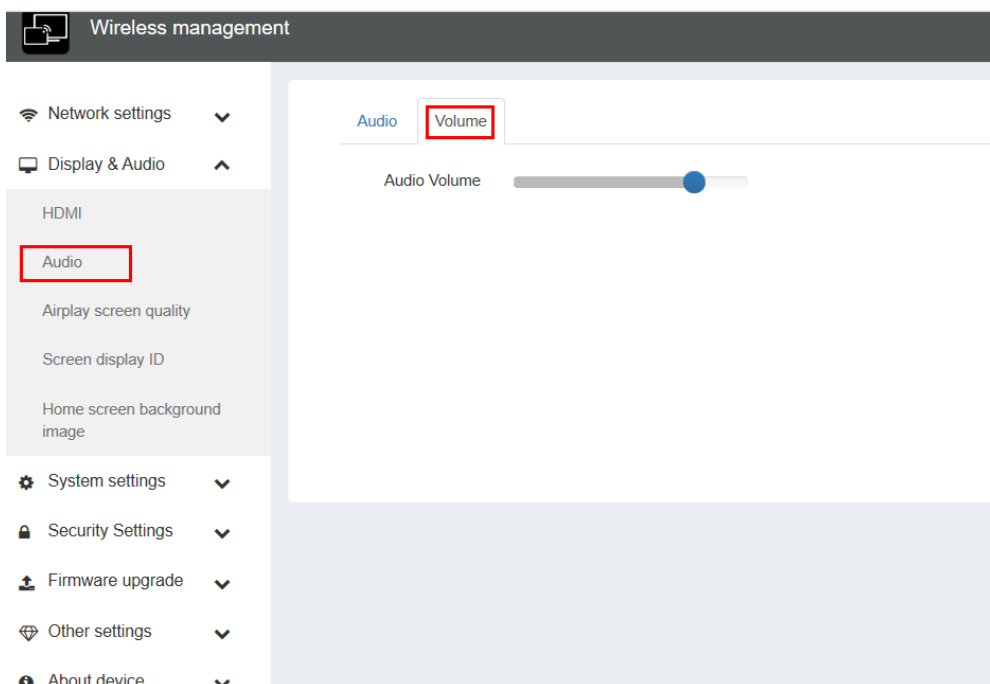 Wireless management
Network settings
Display & Audio
HDMI
Audio
Airplay screen quality
Screen display ID
Home screen background
image
System settings
Security Settings
Firmware upgrade
Other settings
About device
Audio
Volume
Audio Volume